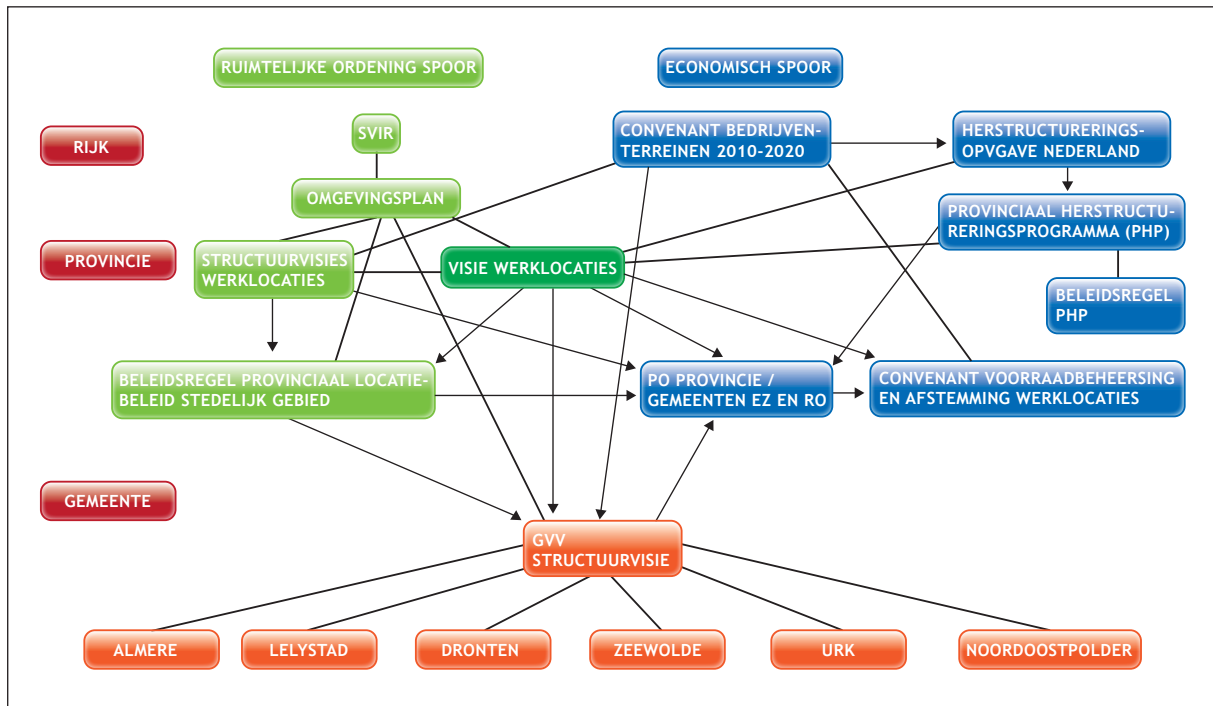 RUIMTELIJKE ORDENING SPOOR
ECONOMISCH SPOOR
RIJK
SVIR
CONVENANT BEDRIJVEN-
TERREINEN 2010-2020
HERSTRUCTURERINGS-
OPVGAVE NEDERLAND
OMGEVINGSPLAN
PROVINCIAAL HERSTRUCTU-
RERINGSPROGRAMMA (PHP)
PROVINCIE
STRUCTUURVISIES
WERKLOCATIES
VISIE WERKLOCATIES
BELEIDSREGEL
PHP
BELEIDSREGEL PROVINCIAAL LOCATIE-
BELEID STEDELIJK GEBIED
PO PROVINCIE /
GEMEENTEN EZ EN RO
CONVENANT VOORRAADBEHEERSING
EN AFSTEMMING WERKLOCATIES
GEMEENTE
GVV
STRUCTUURVISIE
ALMERE
LELYSTAD
DRONTEN
ZEEWOLDE
URK
NOORDOOSTPOLDER